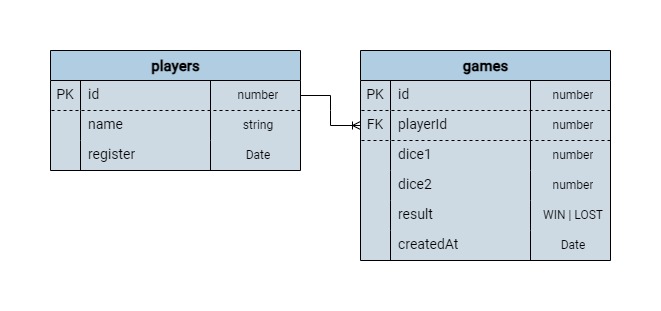 players
PK id number
name string
register Date
games
PK id number
FK playerId number
dice1 number
dice2 number
result WIN | LOST
createdAt Date